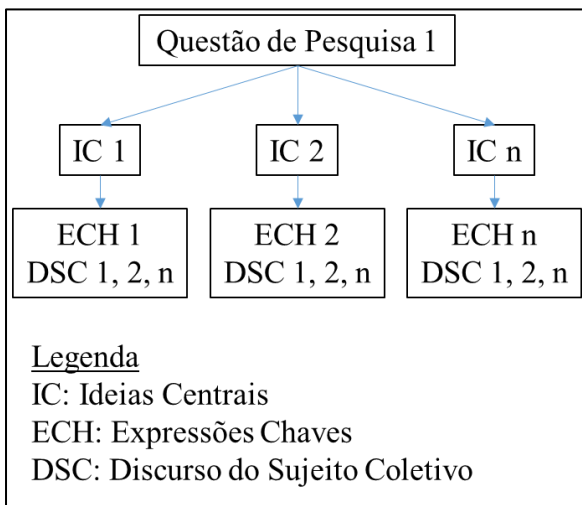 Questão de Pesquisa 1
IC 1
IC 2
IC n
ECH 1
DSC 1, 2, n
ECH 2
DSC 1, 2, n
ECH n
DSC 1, 2, n
Legenda
IC: Ideias Centrais
ECH: Expressões Chaves
DSC: Discurso do Sujeito Coletivo